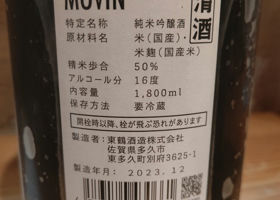 MOVIN'
清酒
特定名称　純米吟醸酒
原材料名　米（国産）・
米麹（国産米）
精米歩合　50%
アルコール分　16度
内容量　1,800ml
保存方法　要冷蔵
開栓時以降、栓が飛ぶ恐れがあります
製造者：東鶴酒造株式会社
佐賀県多久市
東多久町別府3625-1
製造年月：2023.12